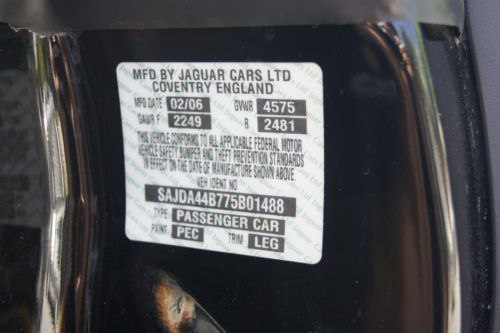 MFD BY JAGUAR CARS LTD
COVENTRY ENGLAND
MFG DATE 02/06 GVWR 4575
GAWR F 2249 R 2481
THIS VEHICLE CONFORMS TO ALL APPLICABLE FEDERAL MOTOR
VEHICLE SAFETY BUMPER AND THEFT PREVENTION STANDARDS
IN EFFECT ON THE DATE OF MANUFACTURE SHOWN ABOVE.
VEH IDENT NO
SAJDA44B775B01488
TYPE: PASSENGER CAR
PAINT PEC TRIM LEG